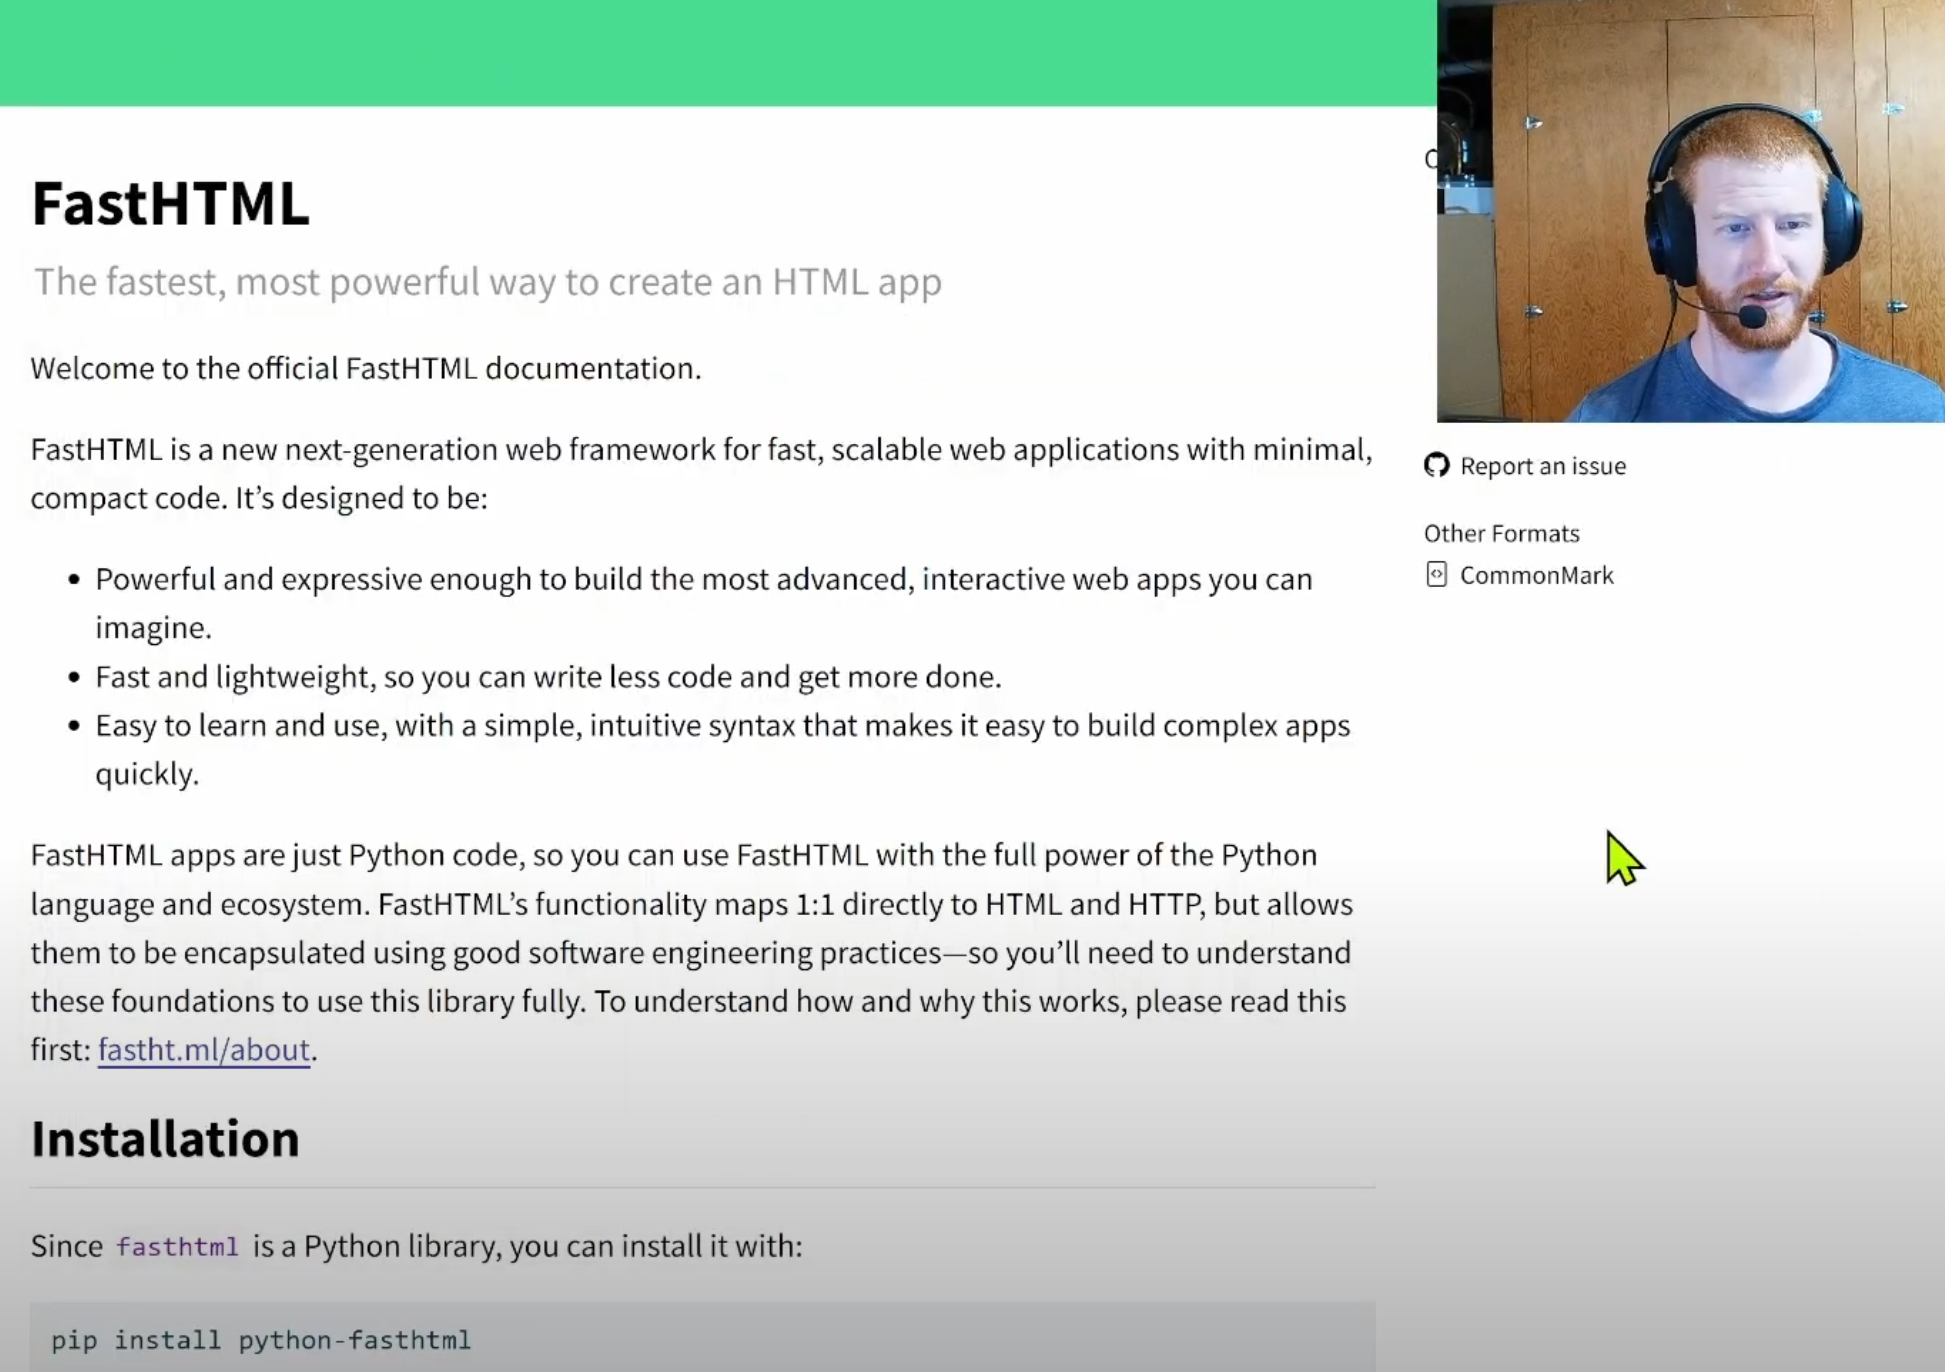 FastHTML
The fastest, most powerful way to create an HTML app
Welcome to the official FastHTML documentation.
FastHTML is a new next-generation web framework for fast, scalable web applications with minimal,
compact code. It’s designed to be:
• Powerful and expressive enough to build the most advanced, interactive web apps you can
imagine.
• Fast and lightweight, so you can write less code and get more done.
• Easy to learn and use, with a simple, intuitive syntax that makes it easy to build complex apps
quickly.
FastHTML apps are just Python code, so you can use FastHTML with the full power of the Python
language and ecosystem. FastHTML’s functionality maps 1:1 directly to HTML and HTTP, but allows
them to be encapsulated using good software engineering practices—so you’ll need to understand
these foundations to use this library fully. To understand how and why this works, please read this
first: fastht.ml/about.
Installation
Since fasthtml is a Python library, you can install it with:
pip install python-fasthtml
Report an issue
Other Formats
CommonMark